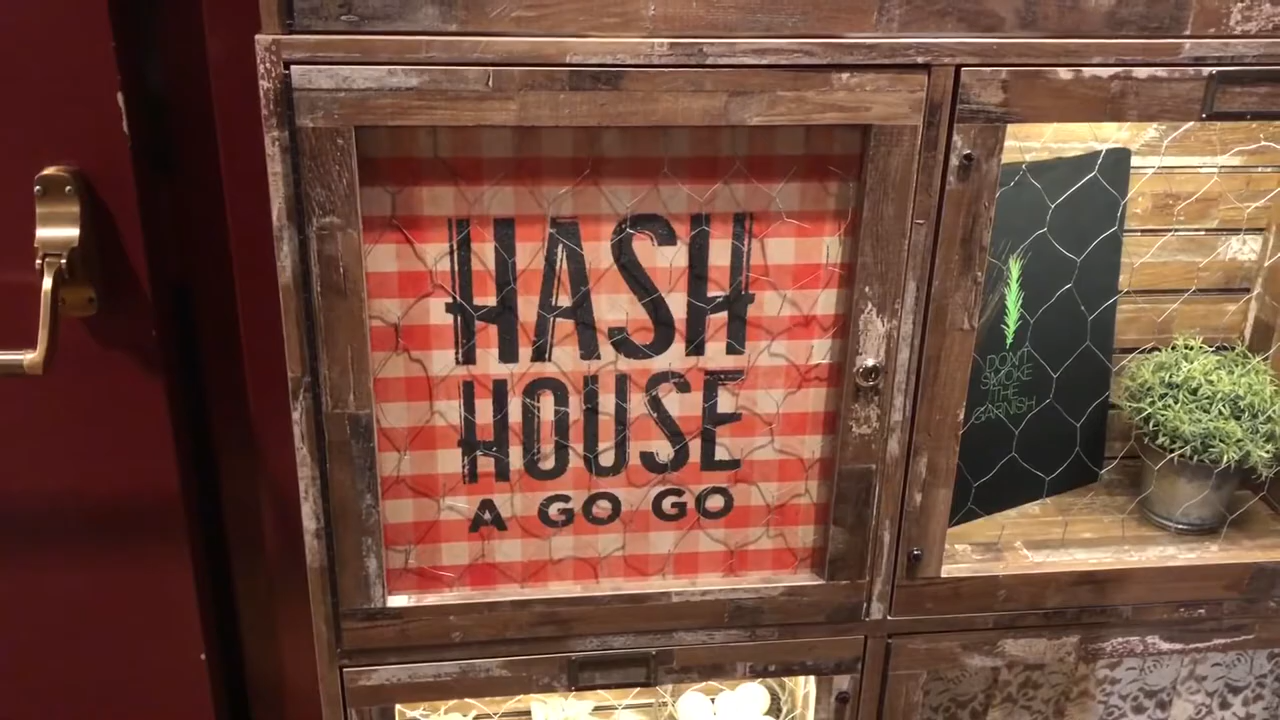 HASH
HOUSE
A GO GO
DON'T
SMOKE
THE
GARNISH